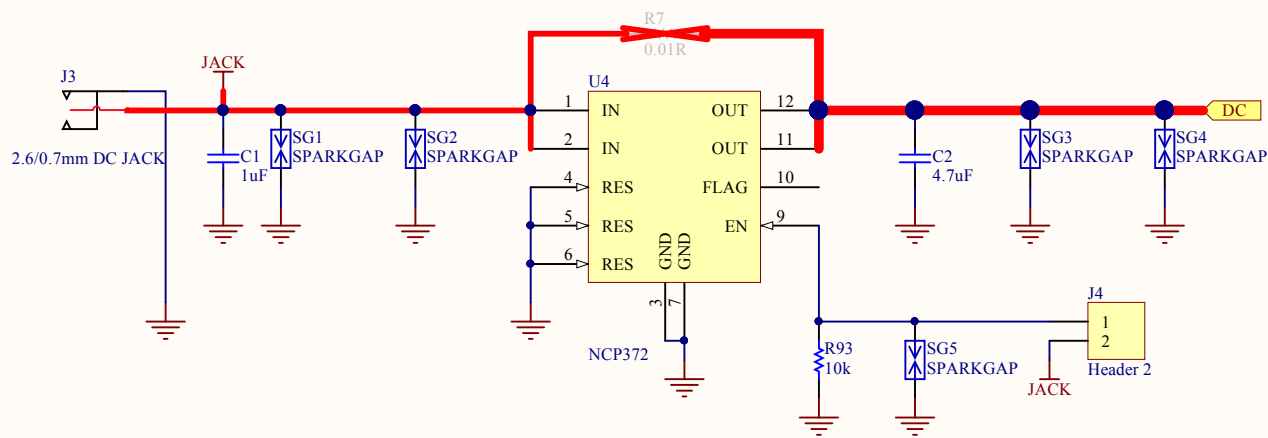 R7
0.01R
J3
JACK
U4
1
IN
OUT
12
DC
2
IN
OUT
11
SG1
SPARKGAP
SG2
SPARKGAP
SG3
SPARKGAP
SG4
SPARKGAP
2.6/0.7mm DC JACK
C1
1uF
C2
4.7uF
4
RES
FLAG
10
5
RES
EN
9
6
RES
GND
GND
3
7
NCP372
J4
1
2
Header 2
R93
10k
SG5
SPARKGAP
JACK